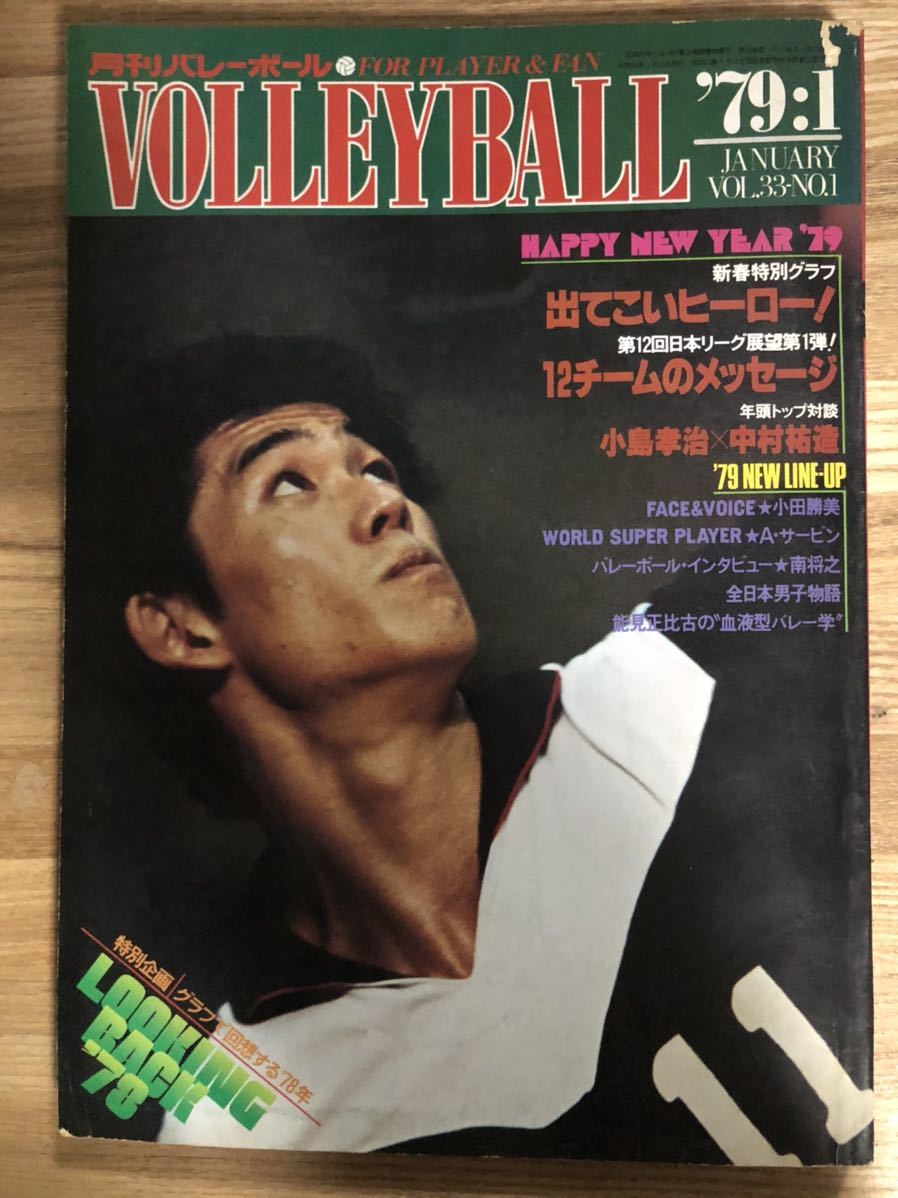 月刊バレーボール FOR PLAYER & FAN
VOLLEYBALL
'79:1
JANUARY
VOL.33-NO.1
HAPPY NEW YEAR '79
新春特別グラフ
出てこいヒーロー!
第12回日本リーグ展望第1弾!
12チームのメッセージ
年頭トップ対談
小島孝治×中村祐造
'79 NEW LINE-UP
FACE&VOICE★小田勝美
WORLD SUPER PLAYER★A・サービン
バレーボール・インタビュー★南将之
全日本男子物語
能見正比古の"血液型バレー学"
特別企画 グラフで回想する'78年
LOOKING
BACK
'78
11